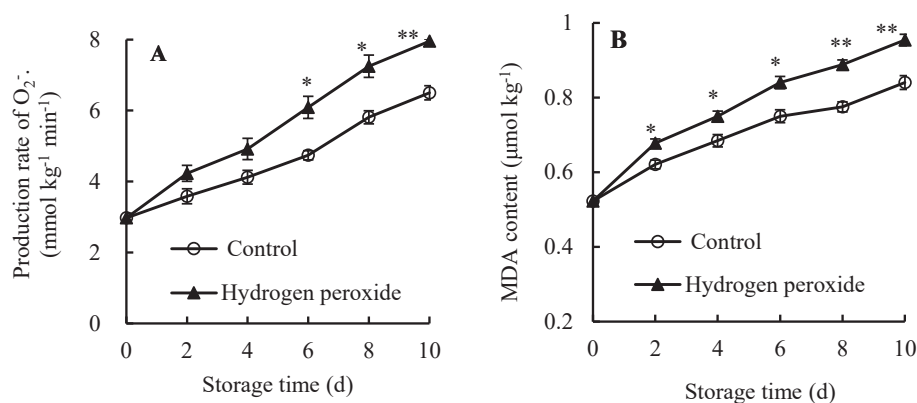 A
Production rate of O₂⁻.
(mmol kg⁻¹ min⁻¹)
8
6
4
2
0
*
*
**
Control
Hydrogen peroxide
0 2 4 6 8 10
Storage time (d)
B
MDA content (μmol kg⁻¹)
1
0.8
0.6
0.4
0.2
*
*
*
**
**
Control
Hydrogen peroxide
0 2 4 6 8 10
Storage time (d)